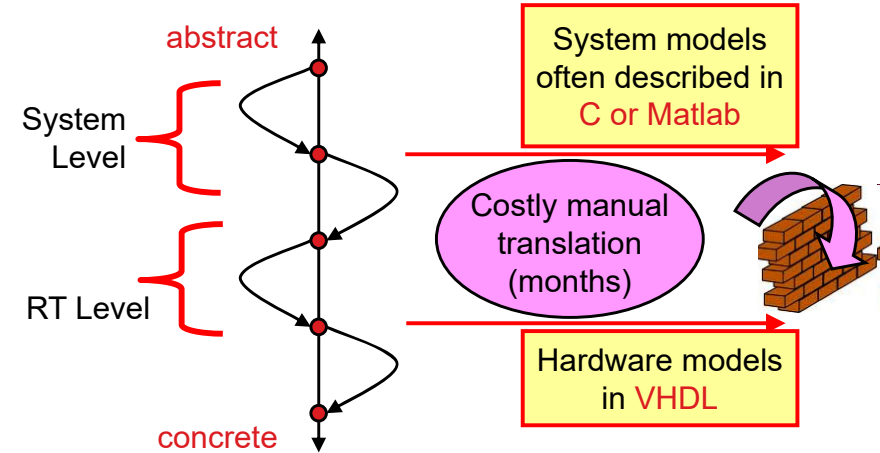 abstract
System
Level
RT Level
concrete
System models
often described in
C or Matlab
Costly manual
translation
(months)
Hardware models
in VHDL